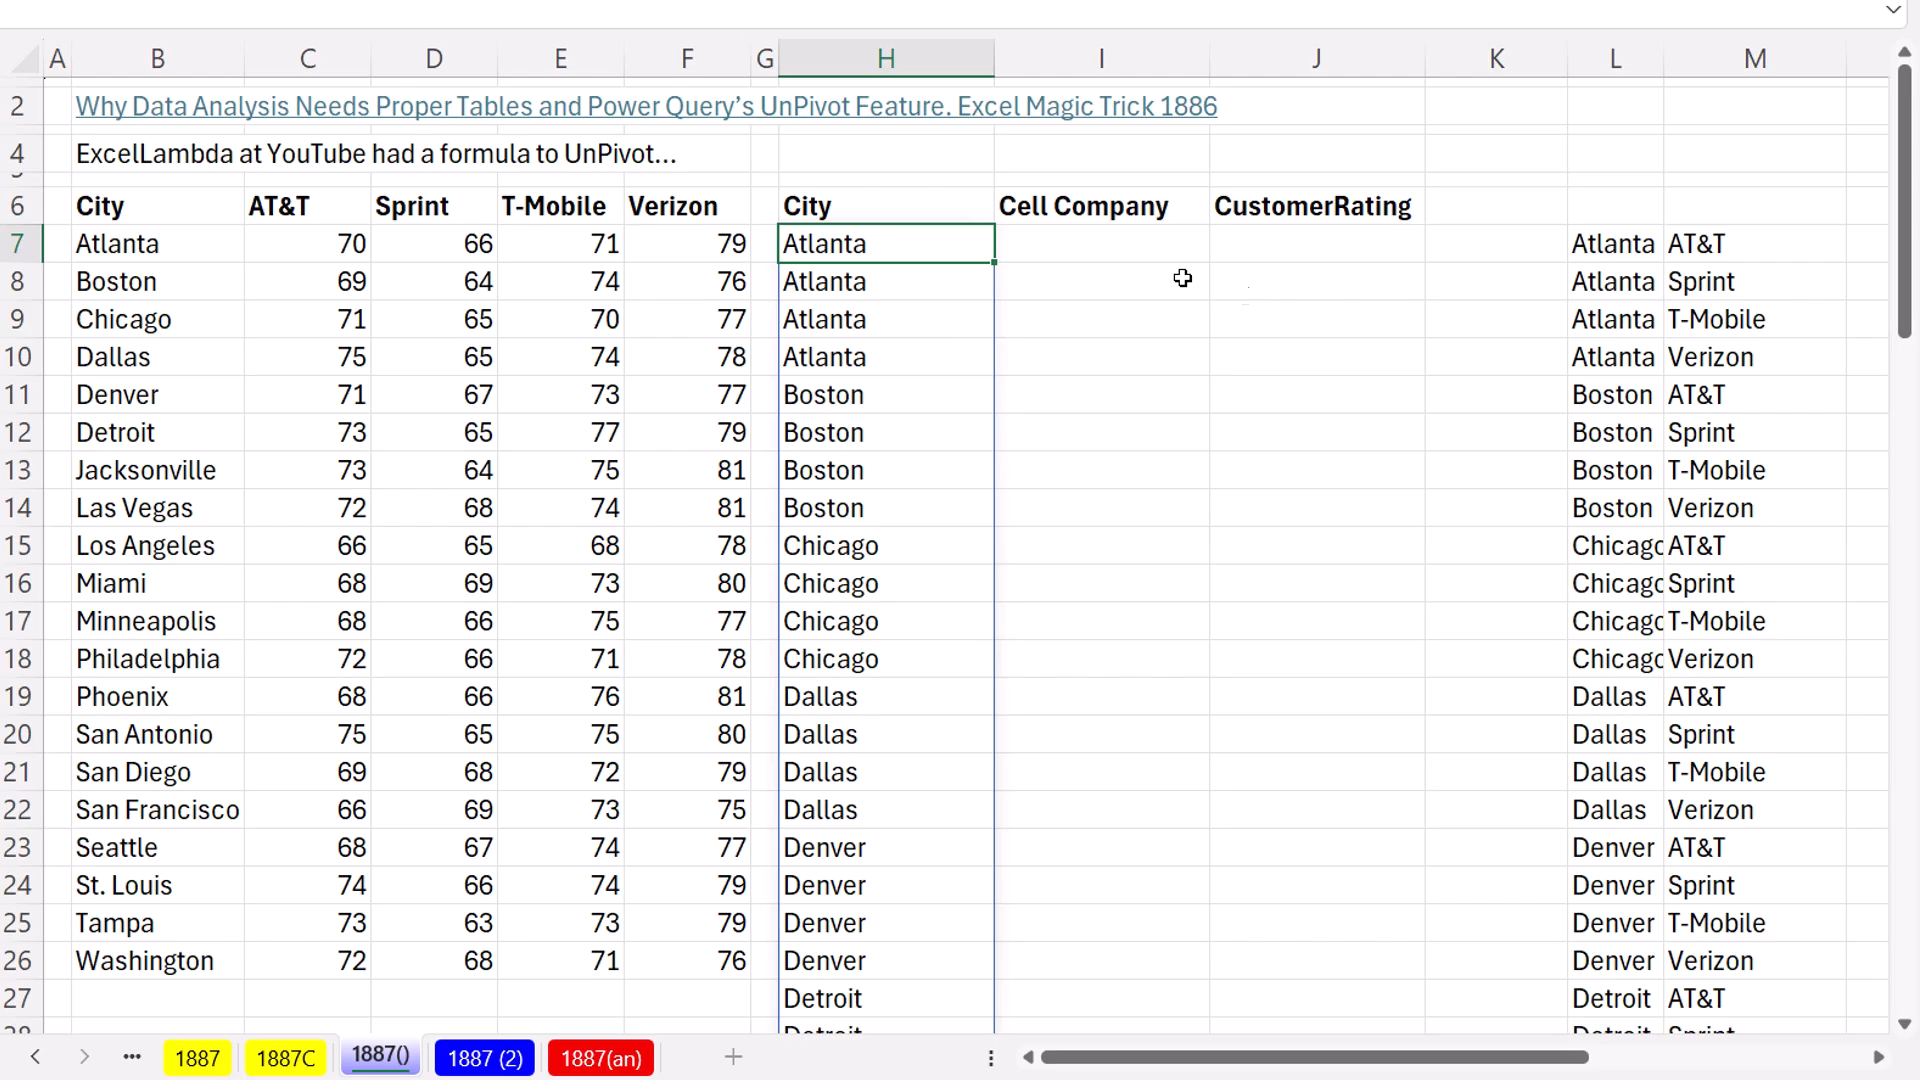 A B C D E F G H I J K L M
2 Why Data Analysis Needs Proper Tables and Power Query’s UnPivot Feature. Excel Magic Trick 1886
4 ExcelLambda at YouTube had a formula to UnPivot...
6 City AT&T Sprint T-Mobile Verizon City Cell Company CustomerRating
7 Atlanta 70 66 71 79 Atlanta Atlanta AT&T
8 Boston 69 64 74 76 Atlanta Atlanta Sprint
9 Chicago 71 65 70 77 Atlanta Atlanta T-Mobile
10 Dallas 75 65 74 78 Atlanta Atlanta Verizon
11 Denver 71 67 73 77 Boston Boston AT&T
12 Detroit 73 65 77 79 Boston Boston Sprint
13 Jacksonville 73 64 75 81 Boston Boston T-Mobile
14 Las Vegas 72 68 74 81 Boston Boston Verizon
15 Los Angeles 66 65 68 78 Chicago Chicago AT&T
16 Miami 68 69 73 80 Chicago Chicago Sprint
17 Minneapolis 68 66 75 77 Chicago Chicago T-Mobile
18 Philadelphia 72 66 71 78 Chicago Chicago Verizon
19 Phoenix 68 66 76 81 Dallas Dallas AT&T
20 San Antonio 75 65 75 80 Dallas Dallas Sprint
21 San Diego 69 68 72 79 Dallas Dallas T-Mobile
22 San Francisco 66 69 73 75 Dallas Dallas Verizon
23 Seattle 68 67 74 77 Denver Denver AT&T
24 St. Louis 74 66 74 79 Denver Denver Sprint
25 Tampa 73 63 73 79 Denver Denver T-Mobile
26 Washington 72 68 71 76 Denver Denver Verizon
27 Detroit Detroit AT&T
28 Detroit Detroit Sprint
1887 1887C 1887() 1887 (2) 1887(an)